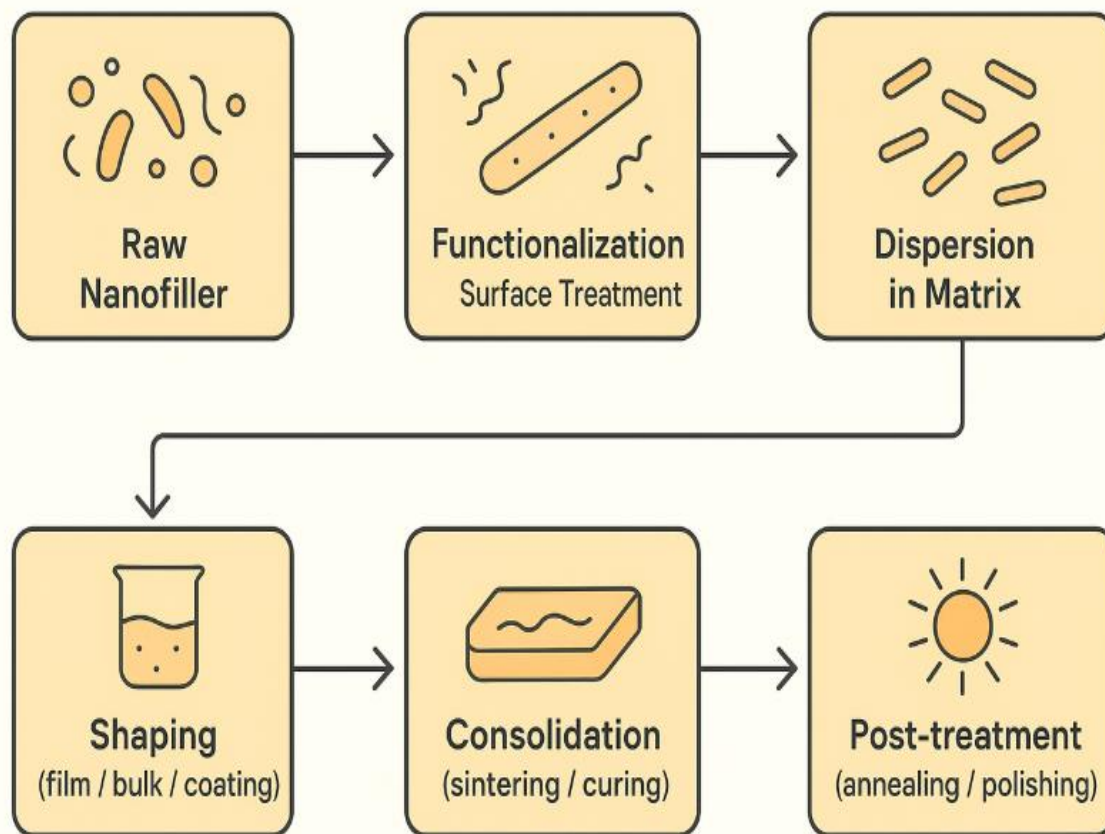 Raw
Nanofiller
Functionalization
Surface Treatment
Dispersion
in Matrix
Shaping
(film / bulk / coating)
Consolidation
(sintering / curing)
Post-treatment
(annealing / polishing)